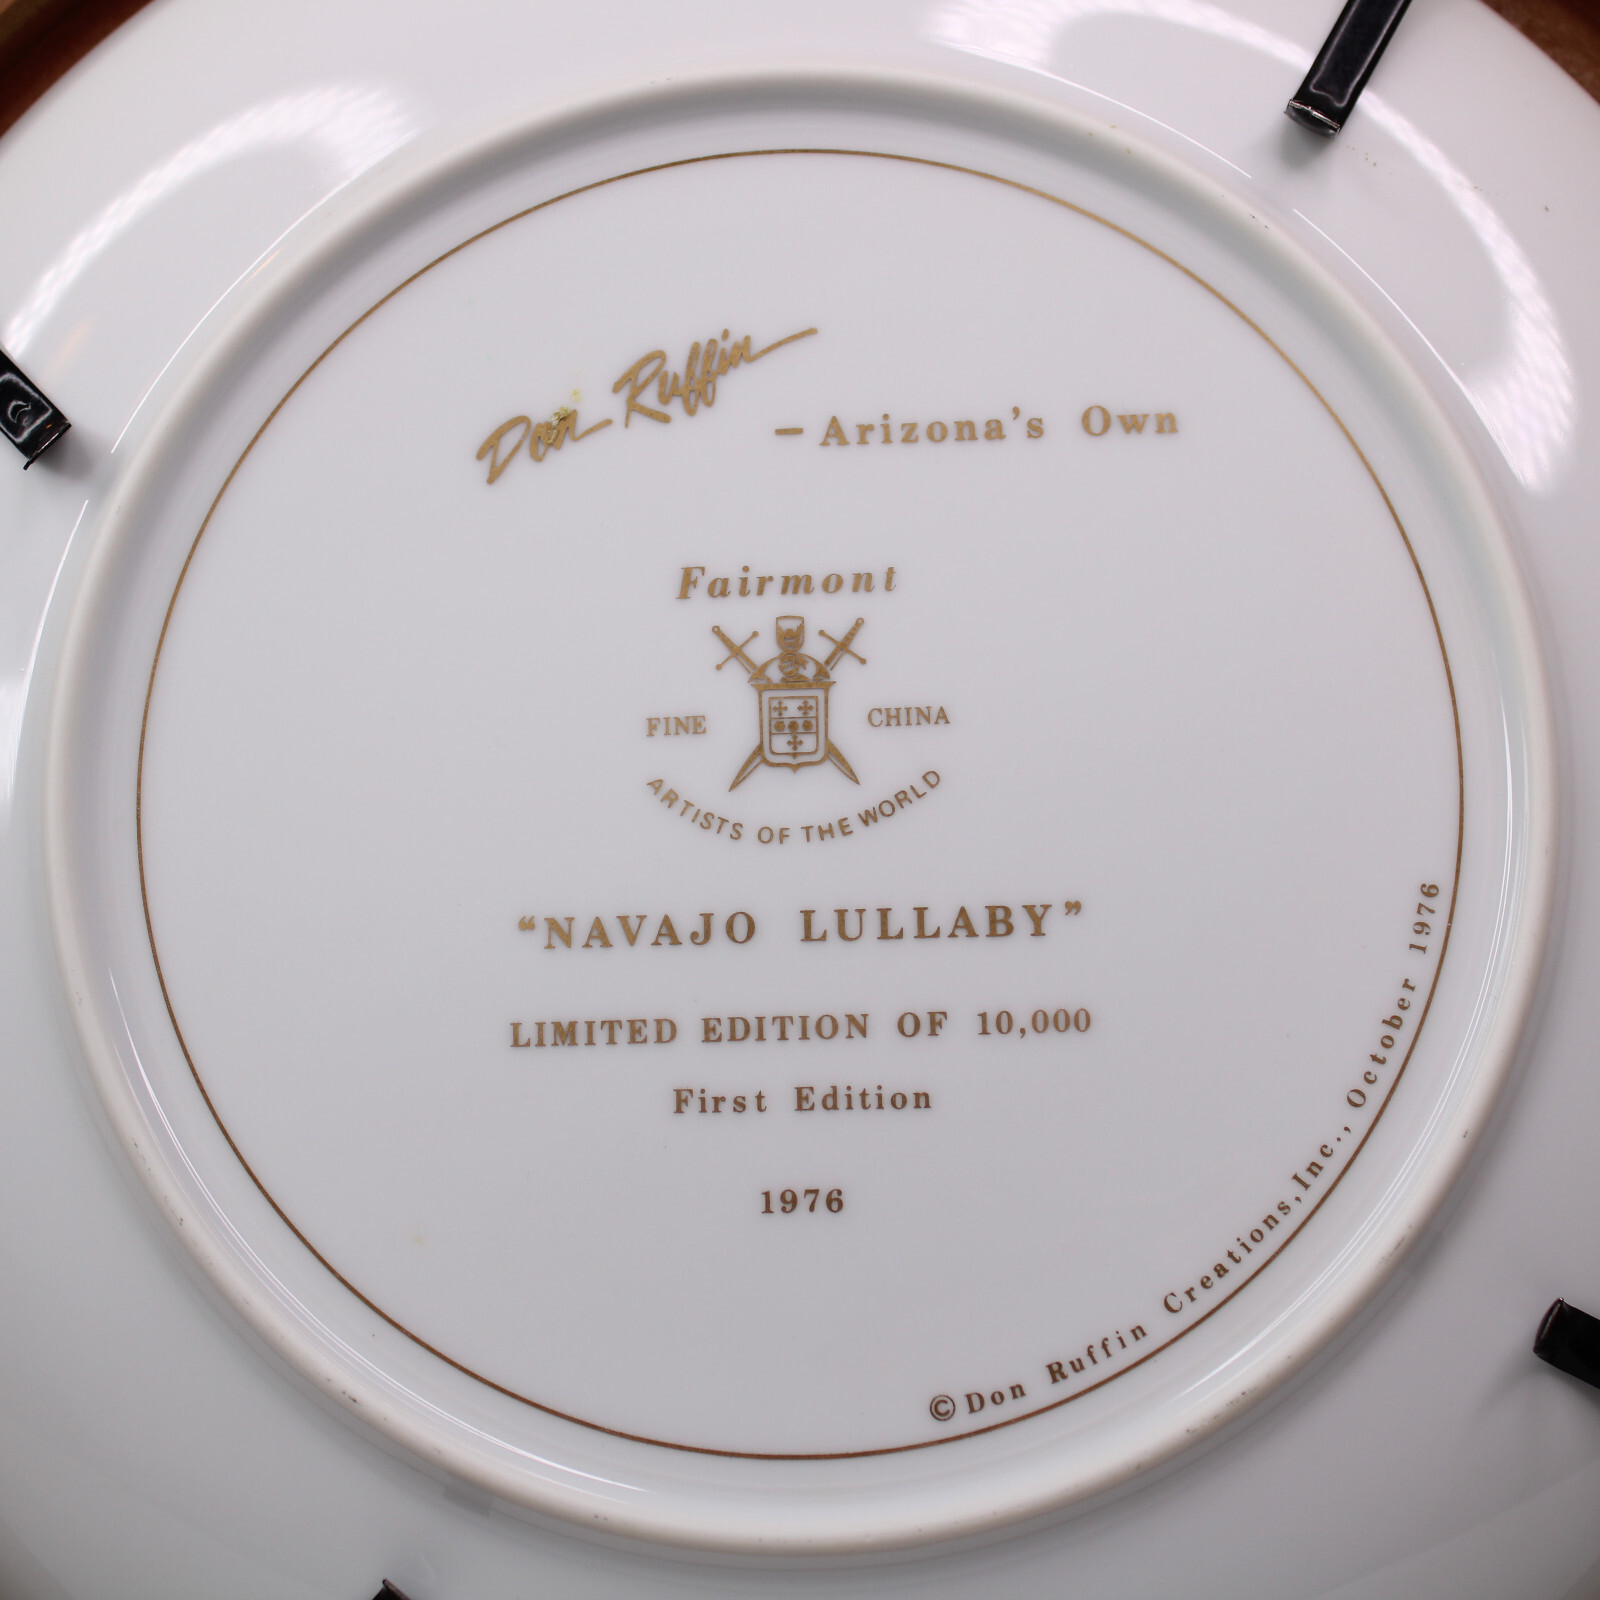 Don Ruffin
– Arizona's Own
Fairmont
FINE CHINA
ARTISTS OF THE WORLD
“NAVAJO LULLABY”
LIMITED EDITION OF 10,000
First Edition
1976
© Don Ruffin Creations, Inc., October 1976